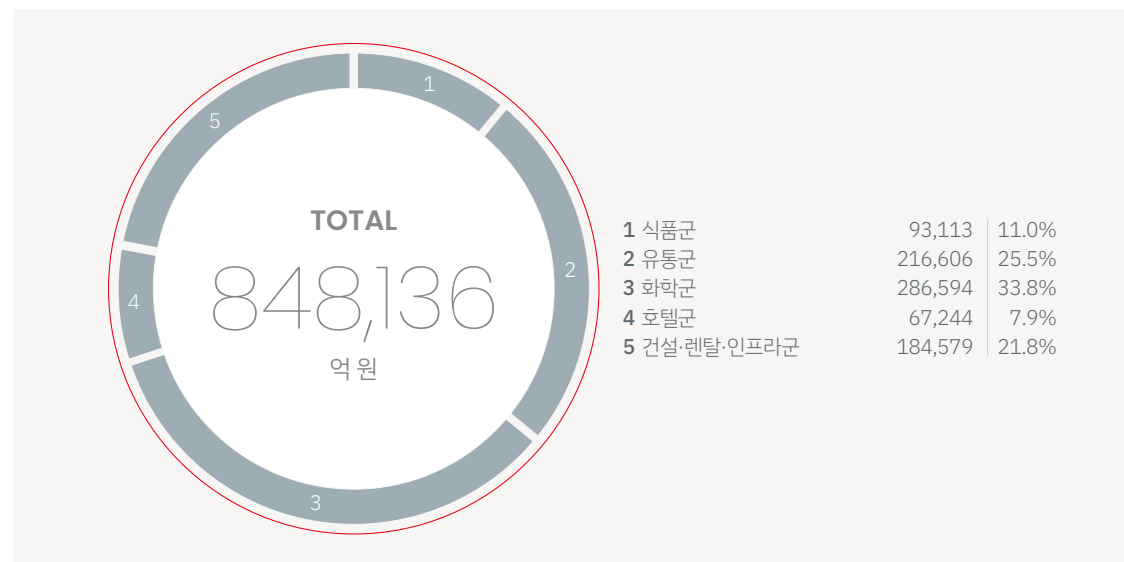 1
5
TOTAL
2
848,136
4
억 원
3
1 식품군 93,113 11.0%
2 유통군 216,606 25.5%
3 화학군 286,594 33.8%
4 호텔군 67,244 7.9%
5 건설·렌탈·인프라군 184,579 21.8%